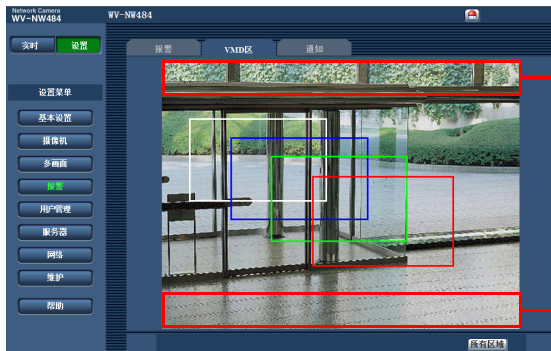 Network Camera
WV-NW484
WV-NW484
实时
设置
报警
VMD区
通知
设置菜单
基本设置
摄像机
多画面
报警
用户管理
服务器
网络
维护
帮助
所有区域